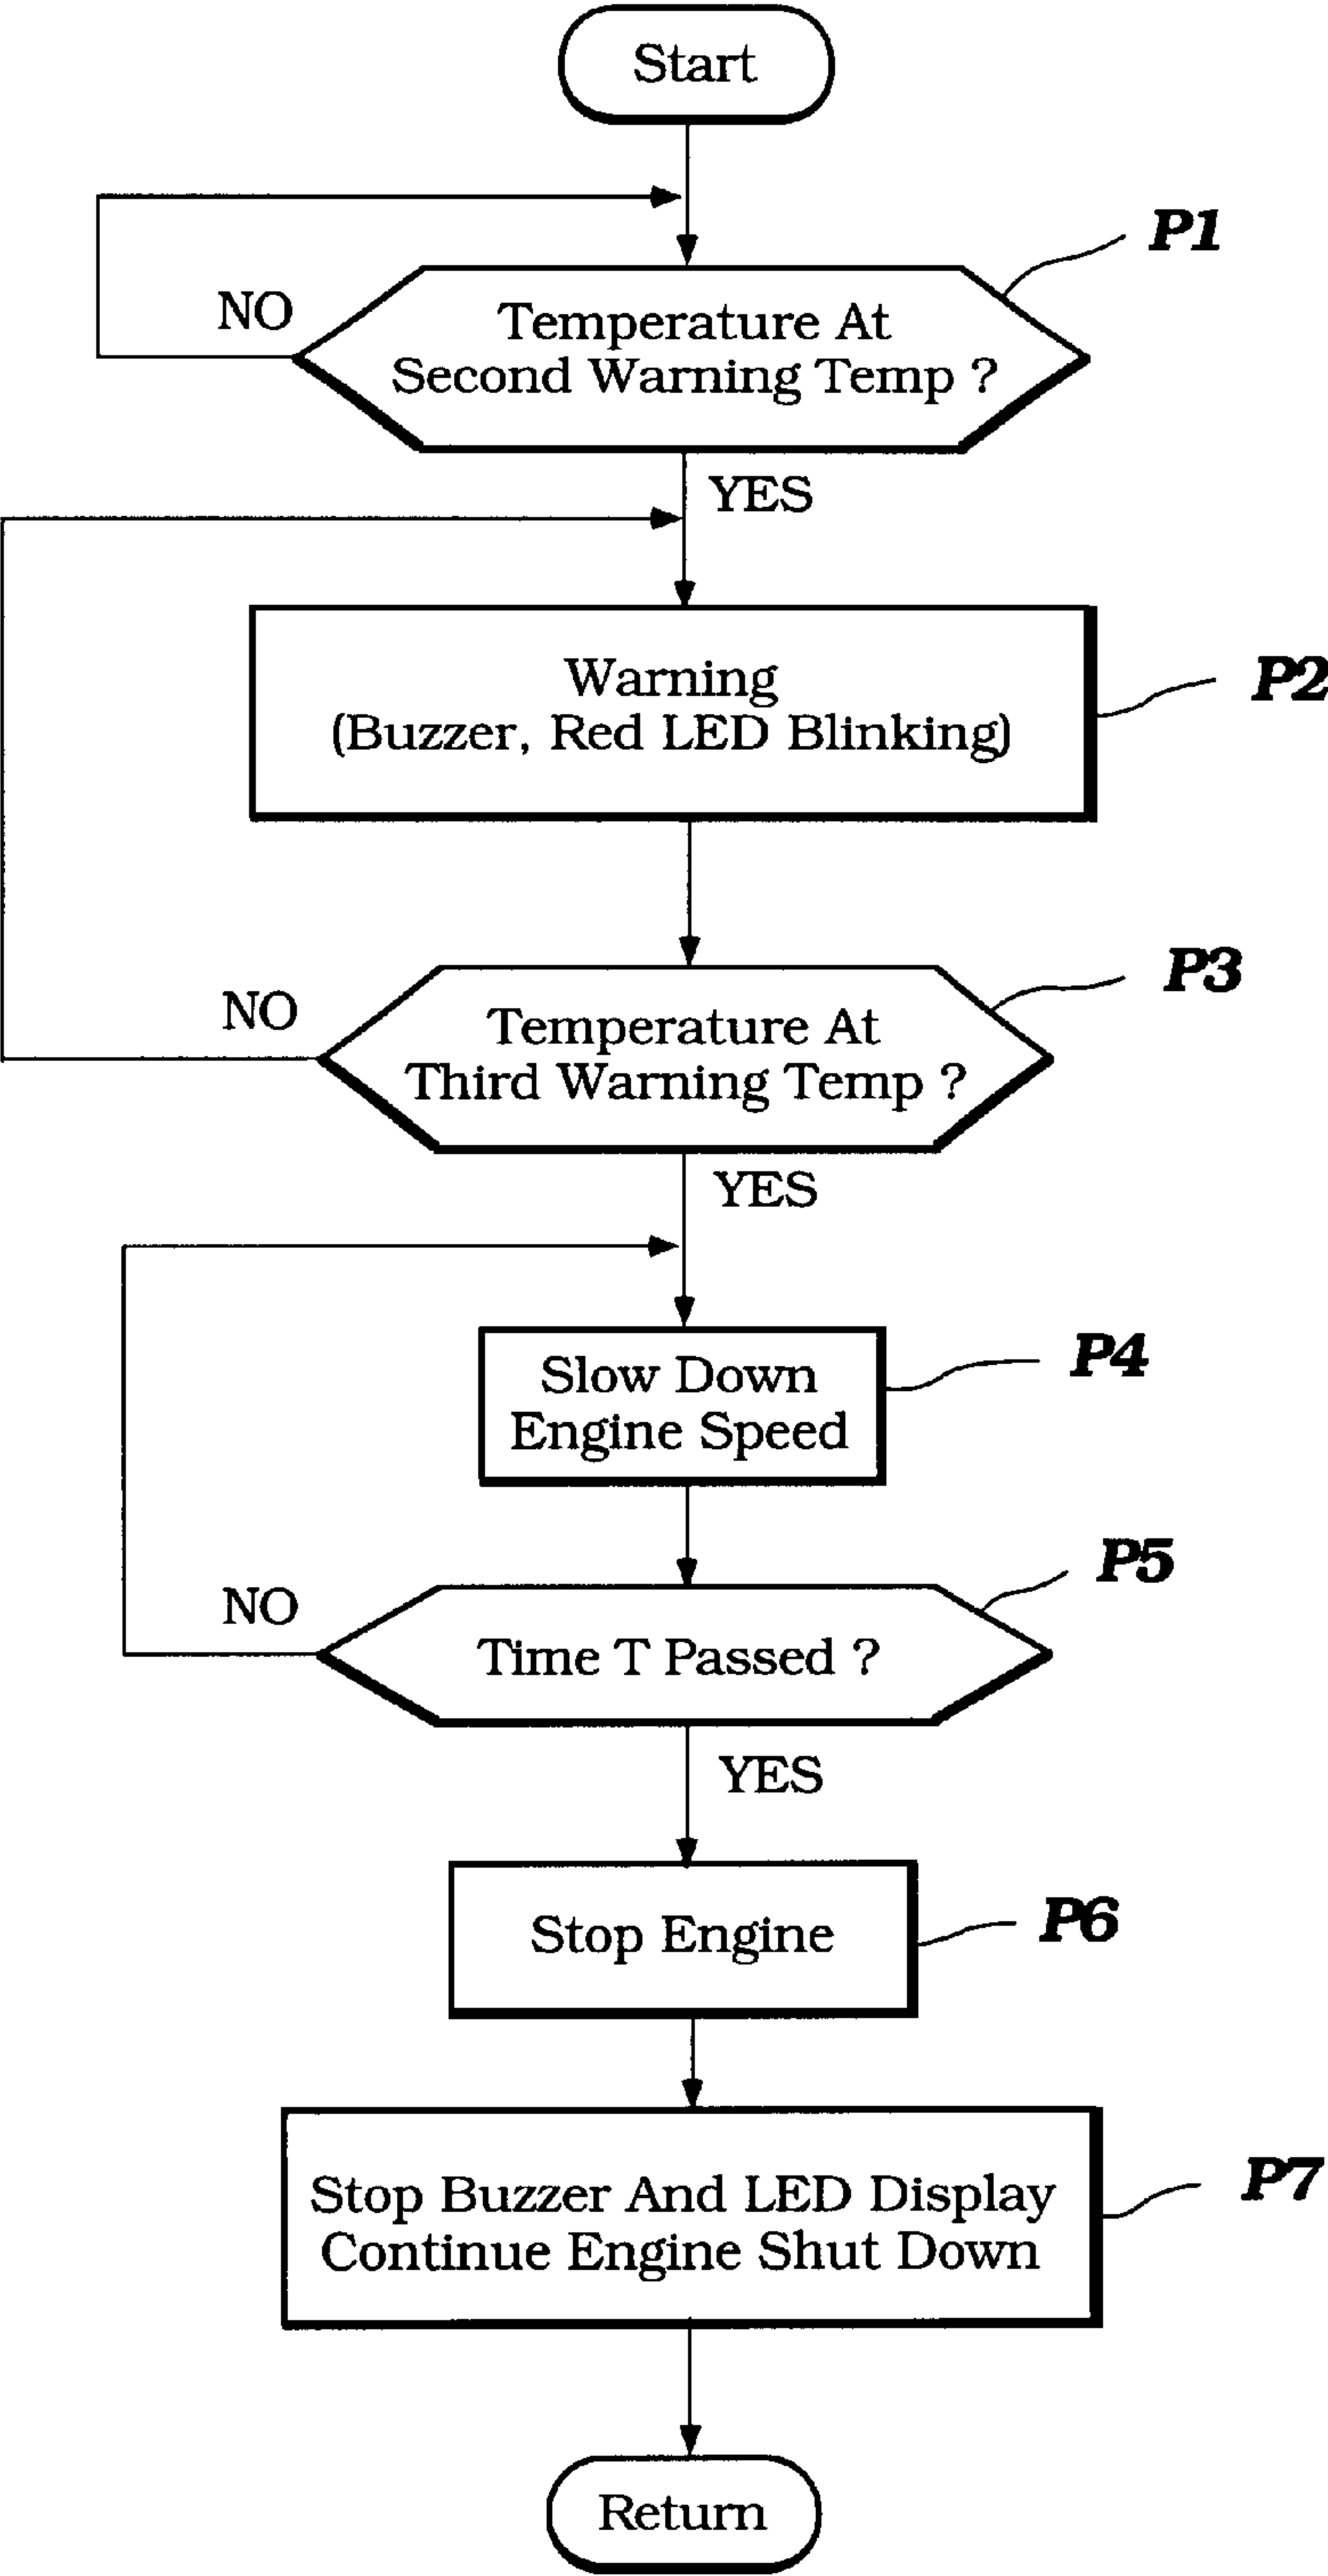 Start
P1
NO
Temperature At
Second Warning Temp ?
YES
Warning
(Buzzer, Red LED Blinking)
P2
P3
NO
Temperature At
Third Warning Temp ?
YES
Slow Down
Engine Speed
P4
P5
NO
Time T Passed ?
YES
Stop Engine
P6
Stop Buzzer And LED Display
Continue Engine Shut Down
P7
Return